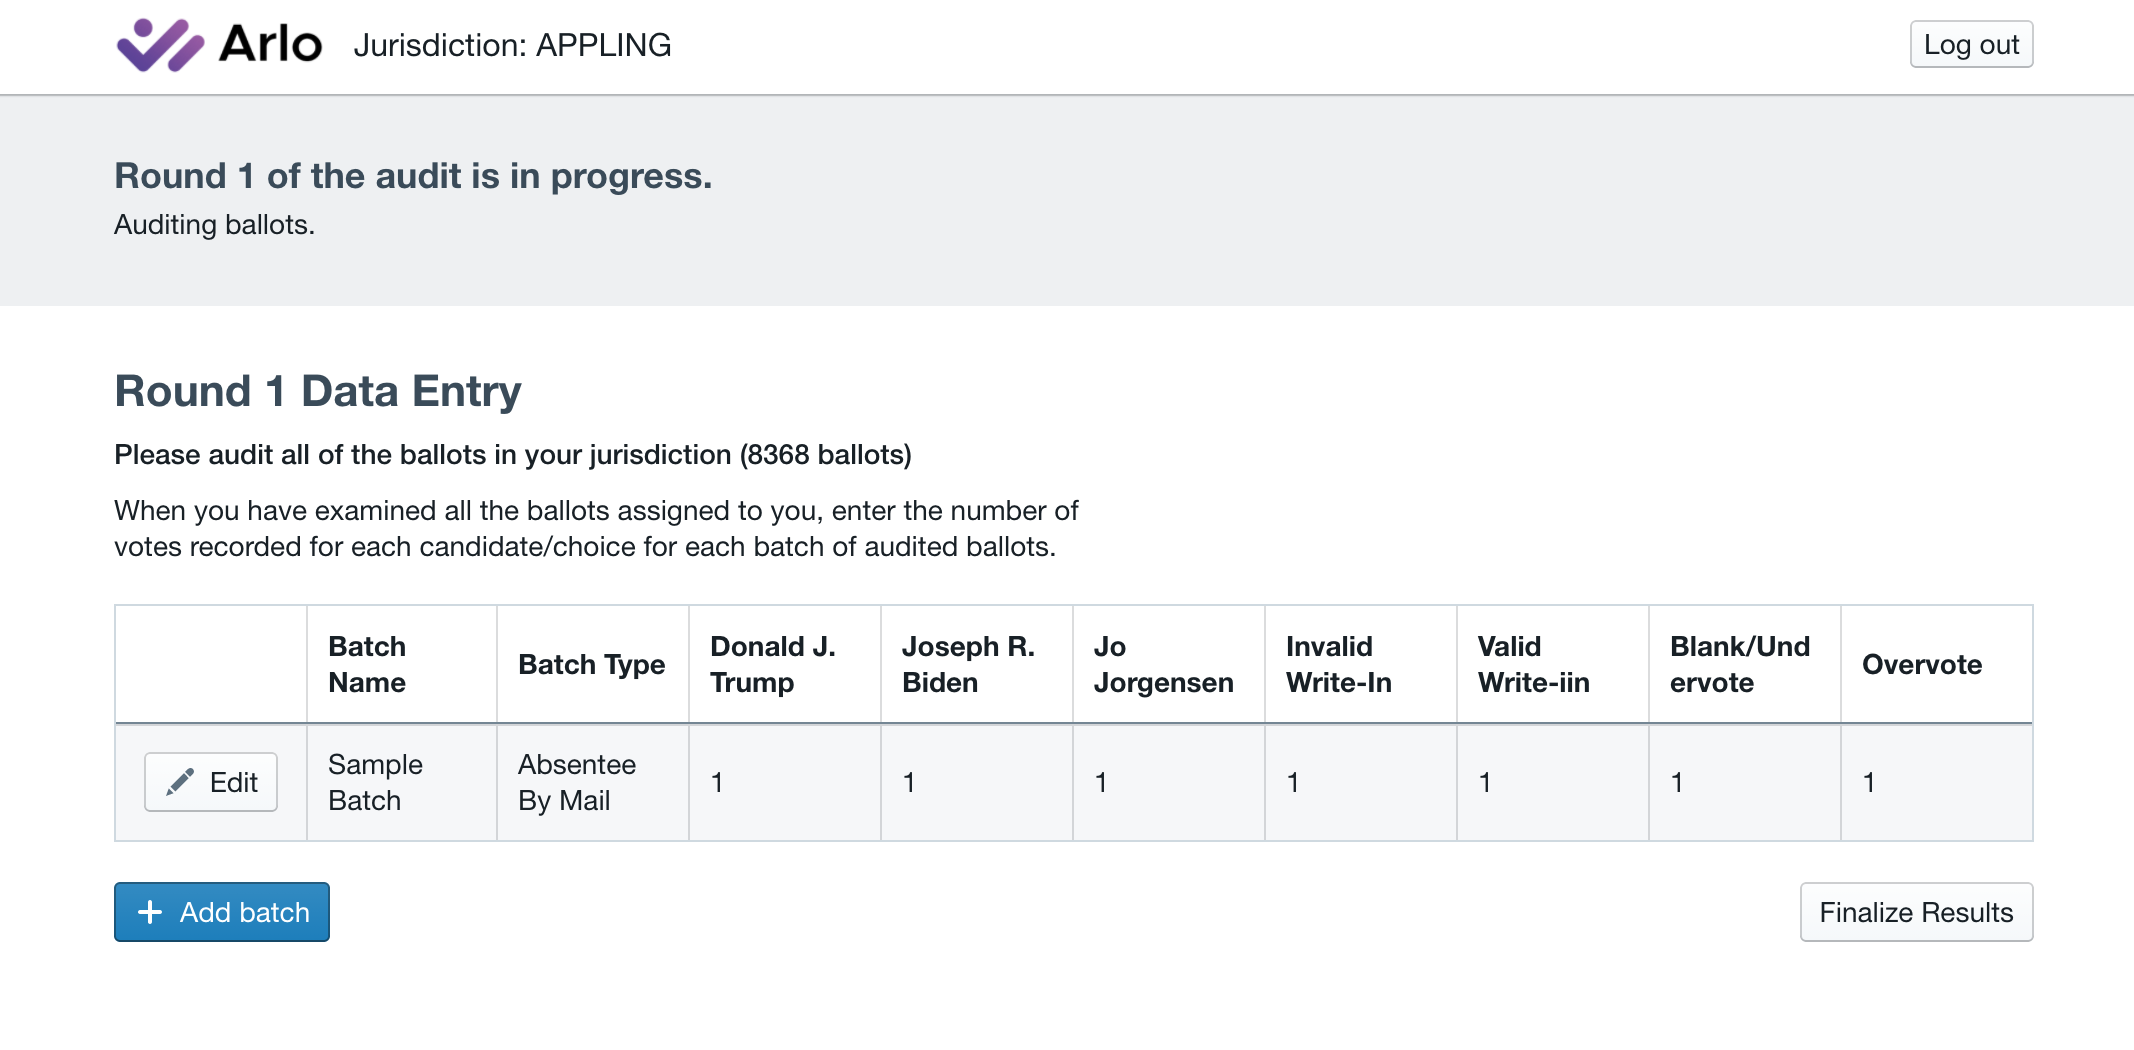 Arlo Jurisdiction: APPLING Log out
Round 1 of the audit is in progress.
Auditing ballots.
Round 1 Data Entry
Please audit all of the ballots in your jurisdiction (8368 ballots)
When you have examined all the ballots assigned to you, enter the number of
votes recorded for each candidate/choice for each batch of audited ballots.
Batch
Name
Batch Type
Donald J.
Trump
Joseph R.
Biden
Jo
Jorgensen
Invalid
Write-In
Valid
Write-iin
Blank/Und
ervote
Overvote
Edit
Sample
Batch
Absentee
By Mail
1
1
1
1
1
1
1
Add batch
Finalize Results